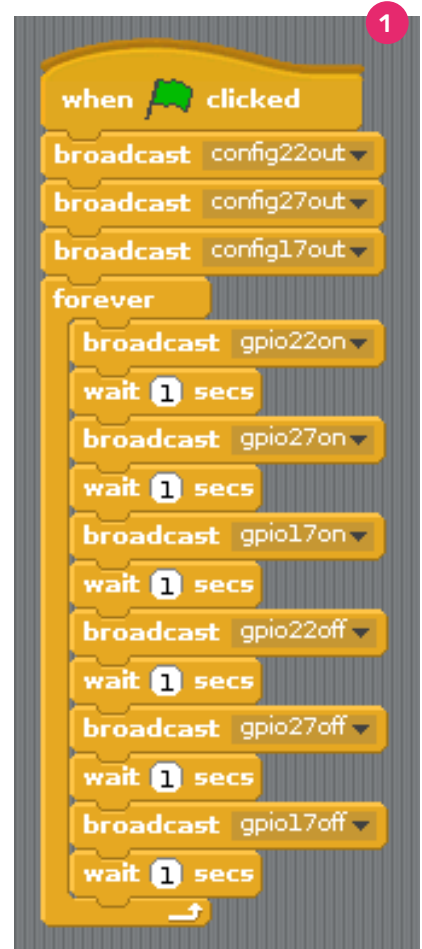 1
when clicked
broadcast config22out
broadcast config27out
broadcast config17out
forever
broadcast gpio22on
wait 1 secs
broadcast gpio27on
wait 1 secs
broadcast gpio17on
wait 1 secs
broadcast gpio22off
wait 1 secs
broadcast gpio27off
wait 1 secs
broadcast gpio17off
wait 1 secs